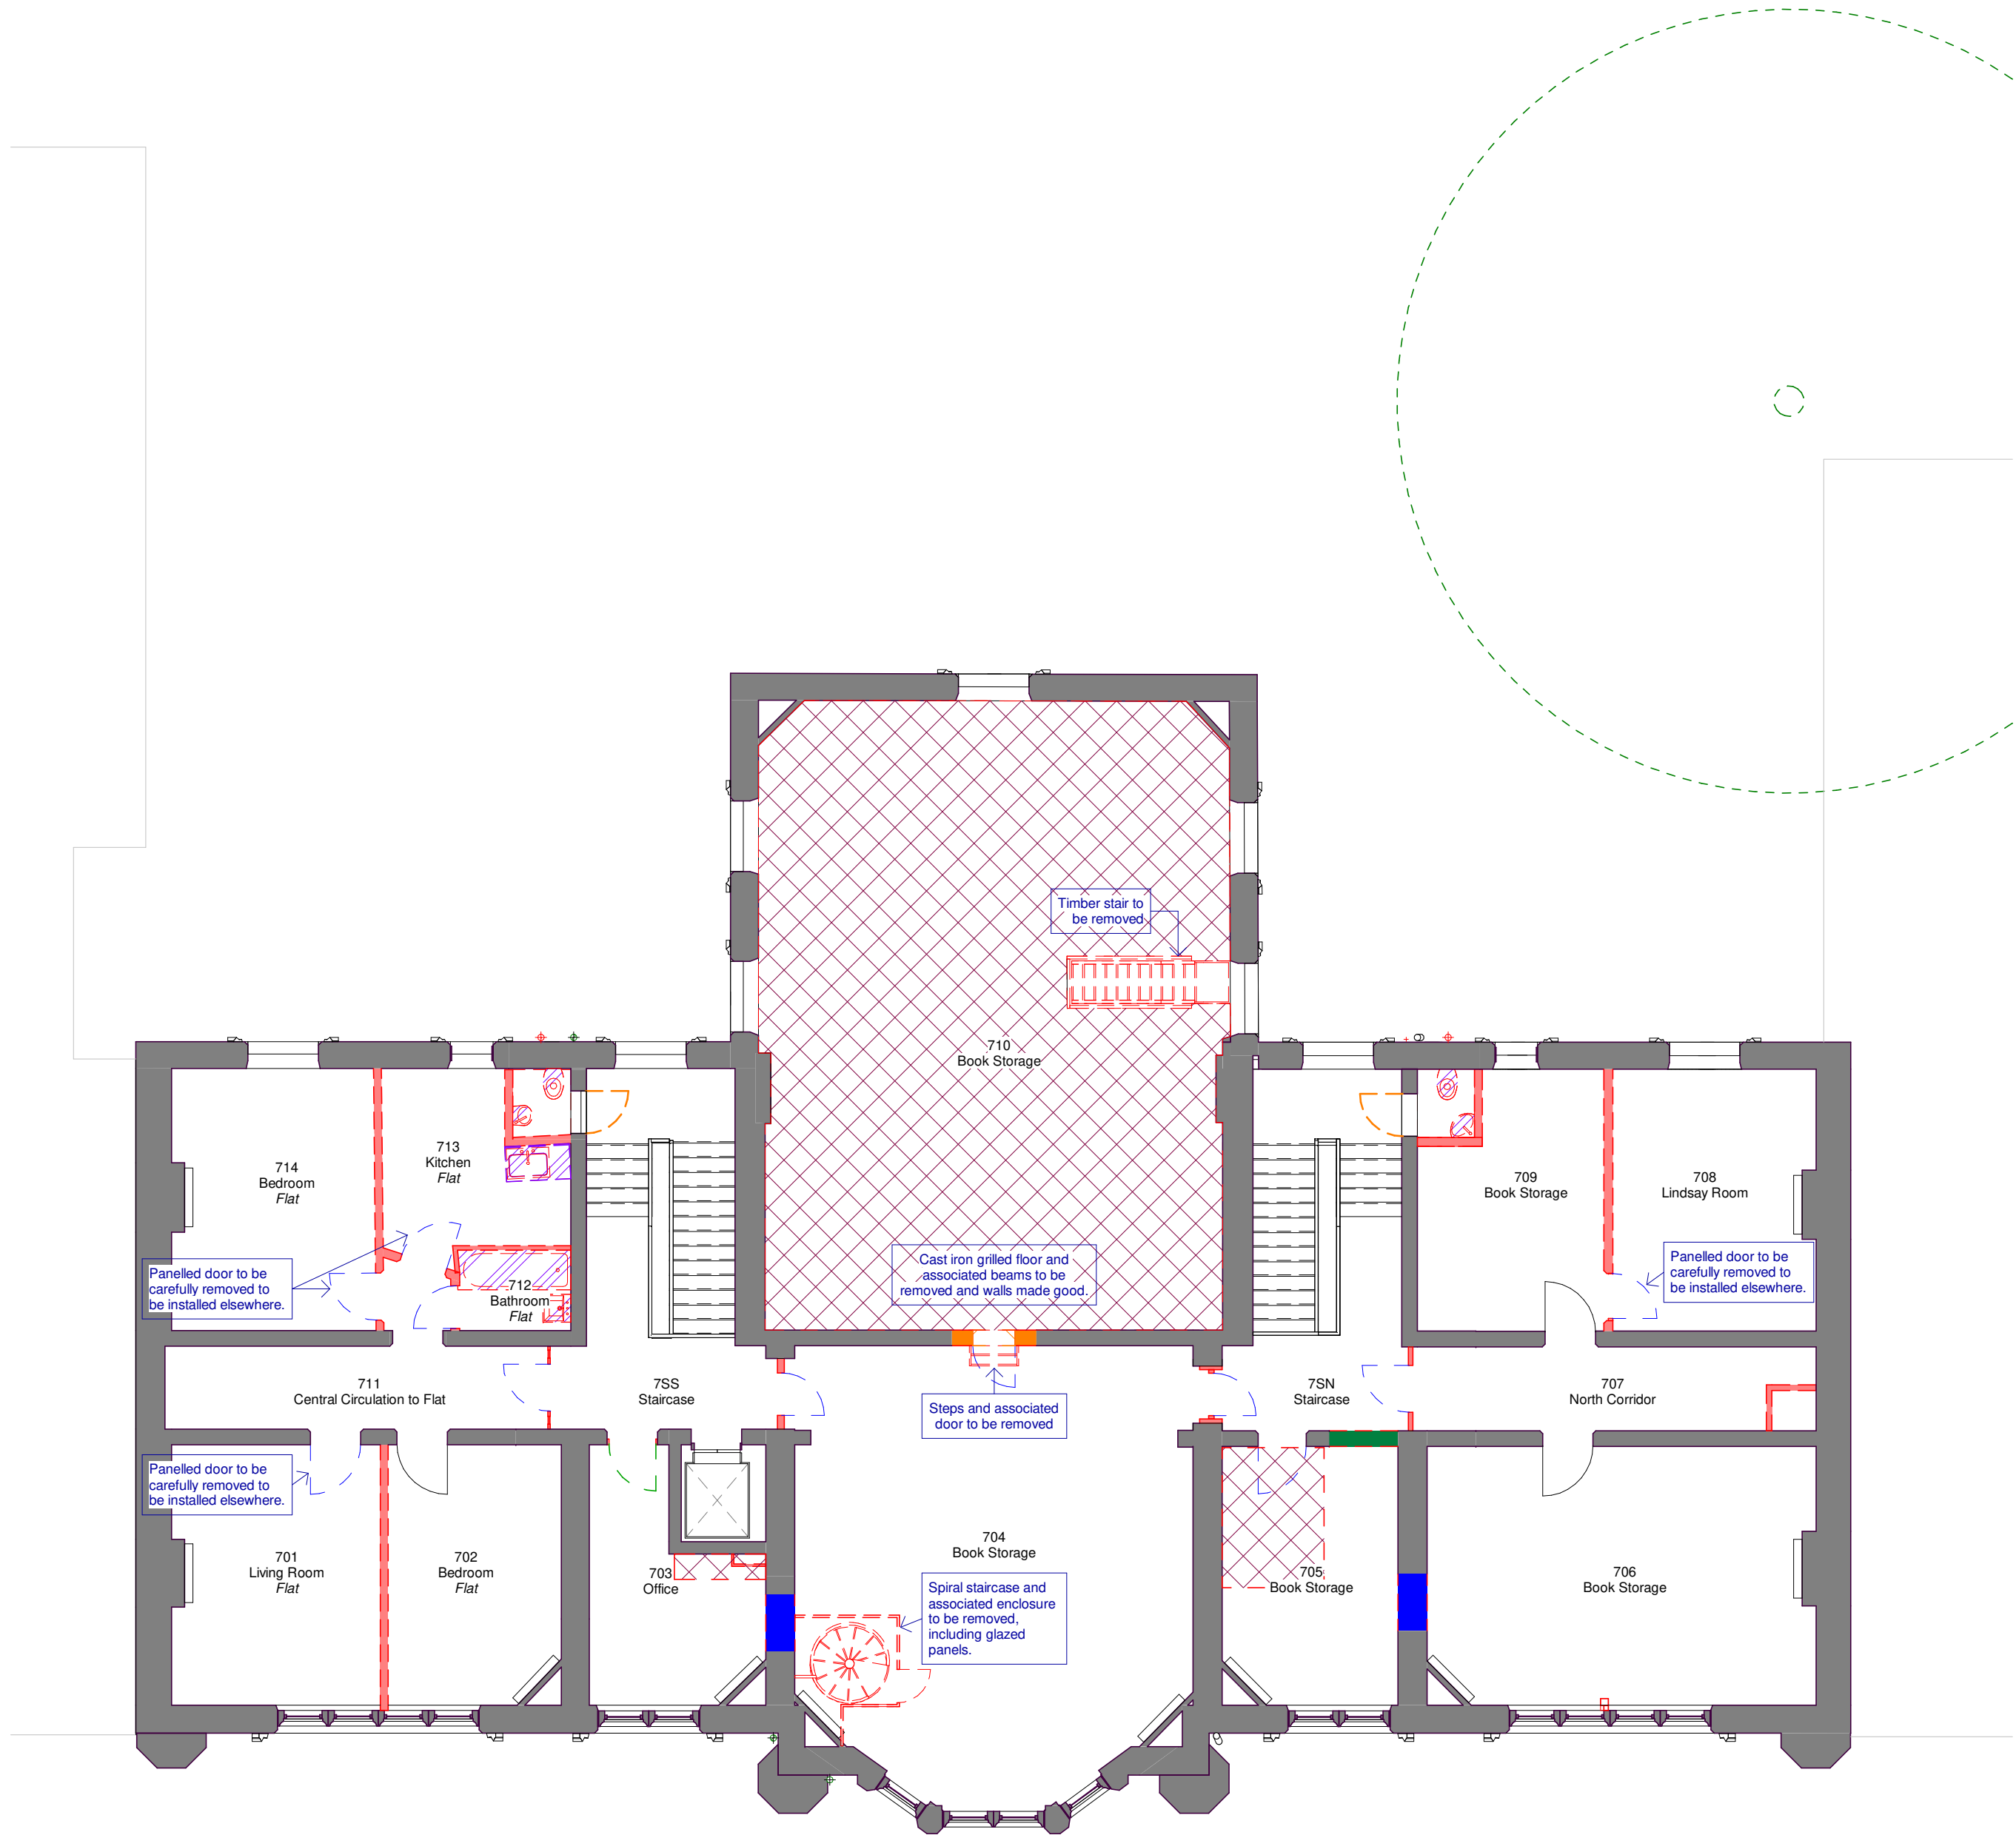 Timber stair to
be removed
710
Book Storage
713
Kitchen
Flat
714
Bedroom
Flat
709
Book Storage
708
Lindsay Room
Panelled door to be
carefully removed to
be installed elsewhere.
Cast iron grilled floor and
associated beams to be
removed and walls made good.
Panelled door to be
carefully removed to
be installed elsewhere.
712
Bathroom
Flat
711
Central Circulation to Flat
7SS
Staircase
Steps and associated
door to be removed
7SN
Staircase
707
North Corridor
Panelled door to be
carefully removed to
be installed elsewhere.
701
Living Room
Flat
702
Bedroom
Flat
703
Office
704
Book Storage
Spiral staircase and
associated enclosure
to be removed,
including glazed
panels.
705
Book Storage
706
Book Storage